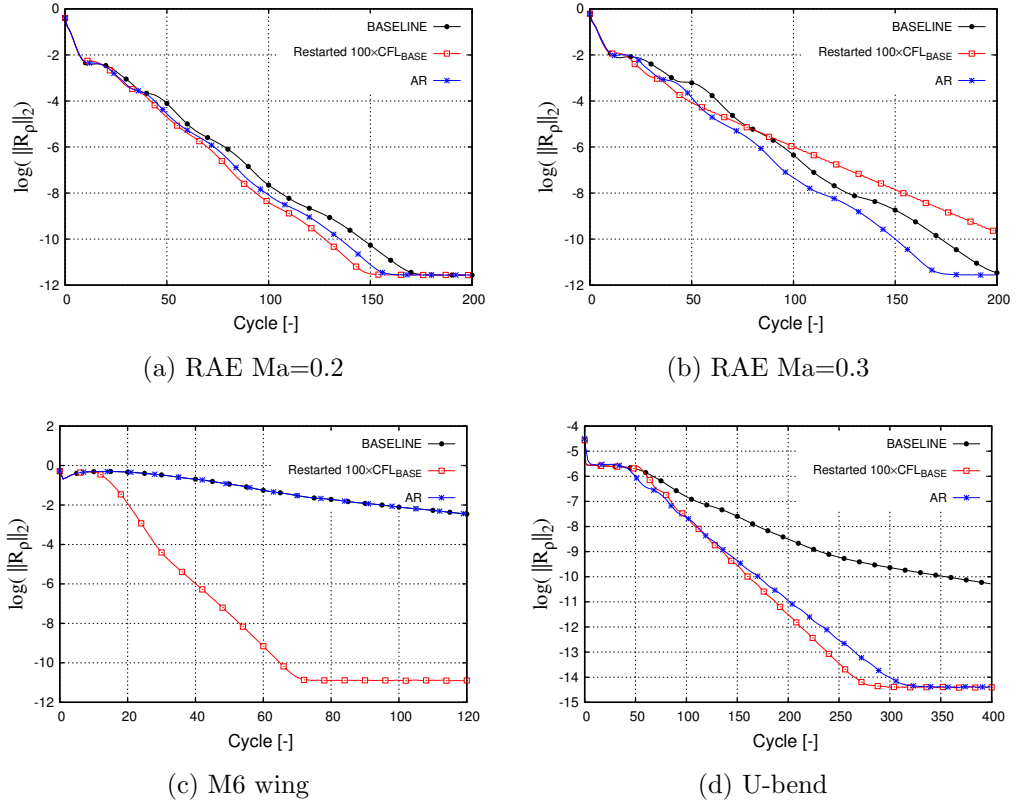 0
-2
-4
-6
-8
-10
-12
0
50
100
150
200
log( ||R_ρ||_2)
Cycle [-]
BASELINE
Restarted 100×CFL_BASE
AR
(a) RAE Ma=0.2
0
-2
-4
-6
-8
-10
-12
0
50
100
150
200
log( ||R_ρ||_2)
Cycle [-]
BASELINE
Restarted 100×CFL_BASE
AR
(b) RAE Ma=0.3
2
0
-2
-4
-6
-8
-10
-12
0
20
40
60
80
100
120
log( ||R_ρ||_2)
Cycle [-]
BASELINE
Restarted 100×CFL_BASE
AR
(c) M6 wing
-4
-5
-6
-7
-8
-9
-10
-11
-12
-13
-14
-15
0
50
100
150
200
250
300
350
400
log( ||R_ρ||_2)
Cycle [-]
BASELINE
Restarted 100×CFL_BASE
AR
(d) U-bend